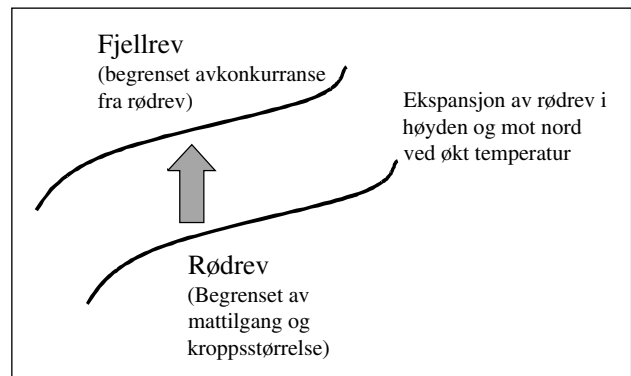 Fjellrev
(begrenset avkonkurranse
fra rødrev)
Ekspansjon av rødrev i
høyden og mot nord
ved økt temperatur
Rødrev
(Begrenset av
mattilgang og
kroppsstørrelse)